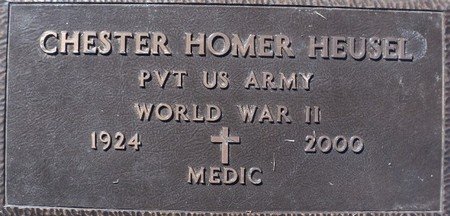 CHESTER HOMER HEUSEL
PVT US ARMY
WORLD WAR II
1924 2000
MEDIC